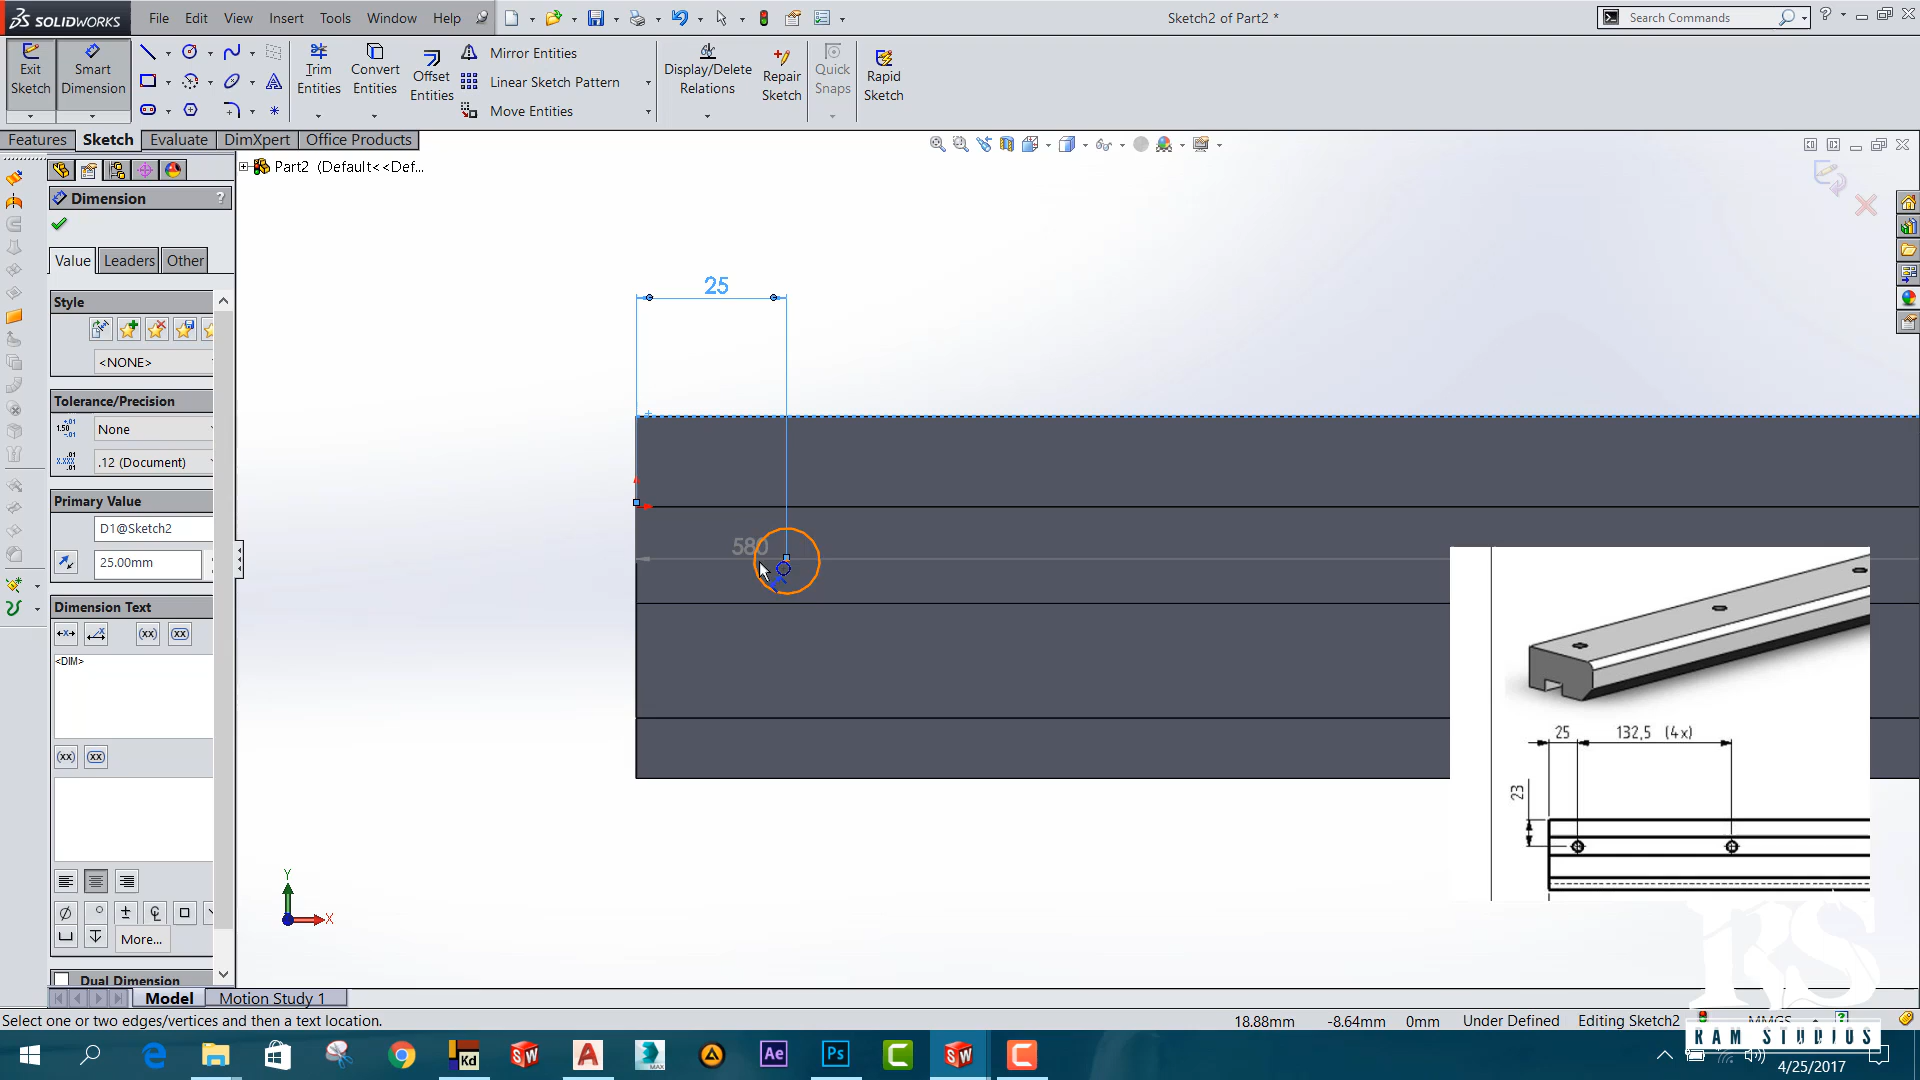 SOLIDWORKS
File Edit View Insert Tools Window Help
Sketch2 of Part2 *
Search Commands
Exit Sketch
Smart Dimension
Trim Entities
Convert Entities
Offset Entities
Mirror Entities
Linear Sketch Pattern
Move Entities
Display/Delete Relations
Repair Sketch
Quick Snaps
Rapid Sketch
Features Sketch Evaluate DimXpert Office Products
Part2 (Default<<Def...
Dimension ?
Value Leaders Other
Style
<NONE>
Tolerance/Precision
None
.12 (Document)
Primary Value
D1@Sketch2
25.00mm
Dimension Text
<DIM>
More...
Dual Dimension
25
580
X
Y
25 132,5 (4x)
23
Model Motion Study 1
Select one or two edges/vertices and then a text location.
18.88mm -8.64mm 0mm Under Defined Editing Sketch2 MMGS
RS
RAM STUDIUS
4/25/2017